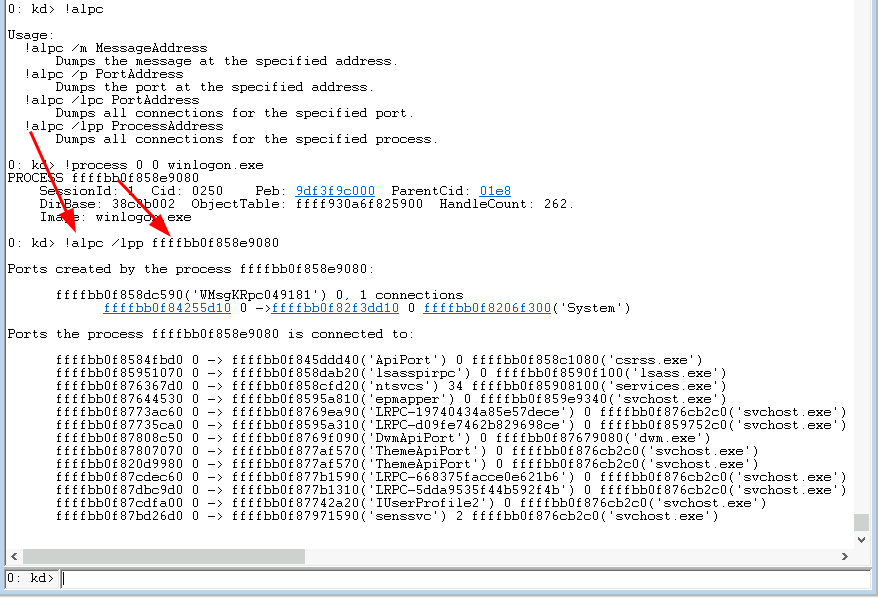 0: kd> !alpc
Usage:
!alpc /m MessageAddress
Dumps the message at the specified address.
!alpc /p PortAddress
Dumps the port at the specified address.
!alpc /lpc PortAddress
Dumps all connections for the specified port.
!alpc /lpp ProcessAddress
Dumps all connections for the specified process.
0: kd> !process 0 0 winlogon.exe
PROCESS ffffbb0f858e9080
SessionId: 1 Cid: 0250 Peb: 9df3f9c000 ParentCid: 01e8
DirBase: 38c8b002 ObjectTable: ffff930a6f825900 HandleCount: 262.
Image: winlogon.exe
0: kd> !alpc /lpp ffffbb0f858e9080
Ports created by the process ffffbb0f858e9080:
ffffbb0f858dc590('WMsgKRpc049181') 0, 1 connections
ffffbb0f84255d10 0 ->ffffbb0f82f3dd10 0 ffffbb0f8206f300('System')
Ports the process ffffbb0f858e9080 is connected to:
ffffbb0f8584fbd0 0 -> ffffbb0f845ddd40('ApiPort') 0 ffffbb0f858c1080('csrss.exe')
ffffbb0f85951070 0 -> ffffbb0f858dab20('lsasspirpc') 0 ffffbb0f8590f100('lsass.exe')
ffffbb0f876367d0 0 -> ffffbb0f858cfd20('ntsvcs') 34 ffffbb0f85908100('services.exe')
ffffbb0f87644530 0 -> ffffbb0f8595a810('epmapper') 0 ffffbb0f859e9340('svchost.exe')
ffffbb0f8773ac60 0 -> ffffbb0f8769ea90('LRPC-19740434a85e57dece') 0 ffffbb0f876cb2c0('svchost.exe')
ffffbb0f87735ca0 0 -> ffffbb0f8595a310('LRPC-d09fe7462b829698ce') 0 ffffbb0f859752c0('svchost.exe')
ffffbb0f87808c50 0 -> ffffbb0f8769f090('DwmApiPort') 0 ffffbb0f87679080('dwm.exe')
ffffbb0f87807070 0 -> ffffbb0f877af570('ThemeApiPort') 0 ffffbb0f876cb2c0('svchost.exe')
ffffbb0f820d9980 0 -> ffffbb0f877af570('ThemeApiPort') 0 ffffbb0f876cb2c0('svchost.exe')
ffffbb0f87cdec60 0 -> ffffbb0f877b1590('LRPC-668375facce0e621b6') 0 ffffbb0f876cb2c0('svchost.exe')
ffffbb0f87dbc9d0 0 -> ffffbb0f877b1310('LRPC-5dda9535f44b592f4b') 0 ffffbb0f876cb2c0('svchost.exe')
ffffbb0f87cdfa00 0 -> ffffbb0f87742a20('IUserProfile2') 0 ffffbb0f876cb2c0('svchost.exe')
ffffbb0f87bd26d0 0 -> ffffbb0f87971590('senssvc') 2 ffffbb0f876cb2c0('svchost.exe')
0: kd>